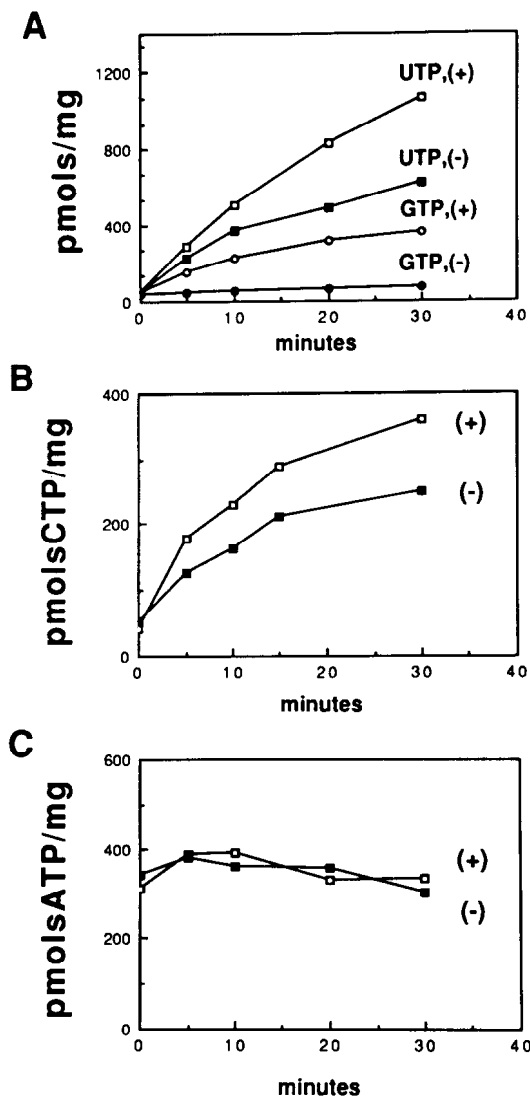 A
pmols/mg
1200
800
400
0
UTP,(+)
UTP,(-)
GTP,(+)
GTP,(-)
0 10 20 30 40
minutes
B
pmolsCTP/mg
400
200
0
(+)
(-)
0 10 20 30 40
minutes
C
pmolsATP/mg
600
400
300
0
(+)
(-)
0 10 20 30 40
minutes